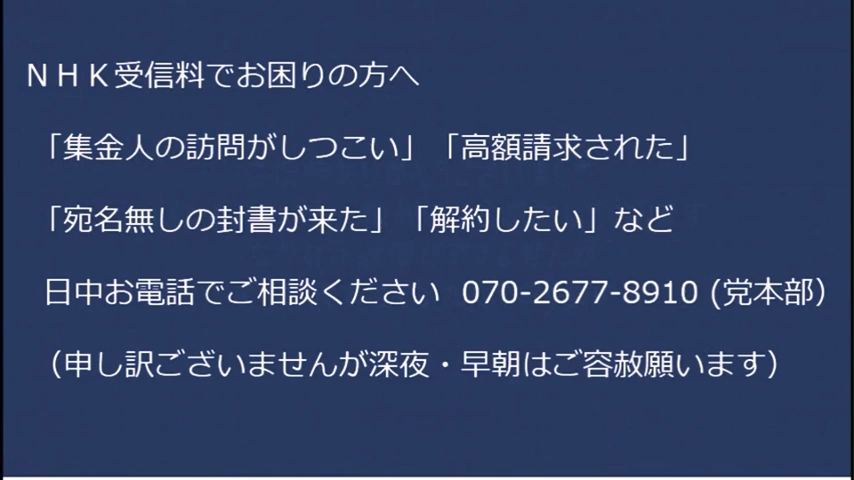 ＮＨＫ受信料でお困りの方へ
「集金人の訪問がしつこい」「高額請求された」
「宛名無しの封書が来た」「解約したい」など
日中お電話でご相談ください 070-2677-8910 (党本部）
（申し訳ございませんが深夜・早朝はご容赦願います）